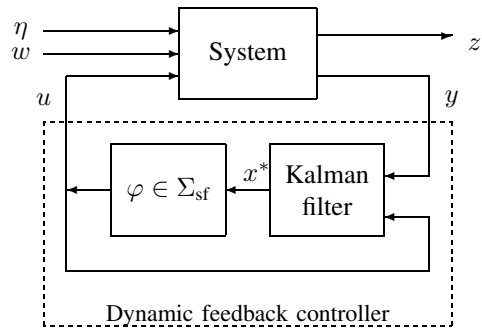 η
w
System
z
u
y
φ ∈ Σsf
x*
Kalman
filter
Dynamic feedback controller